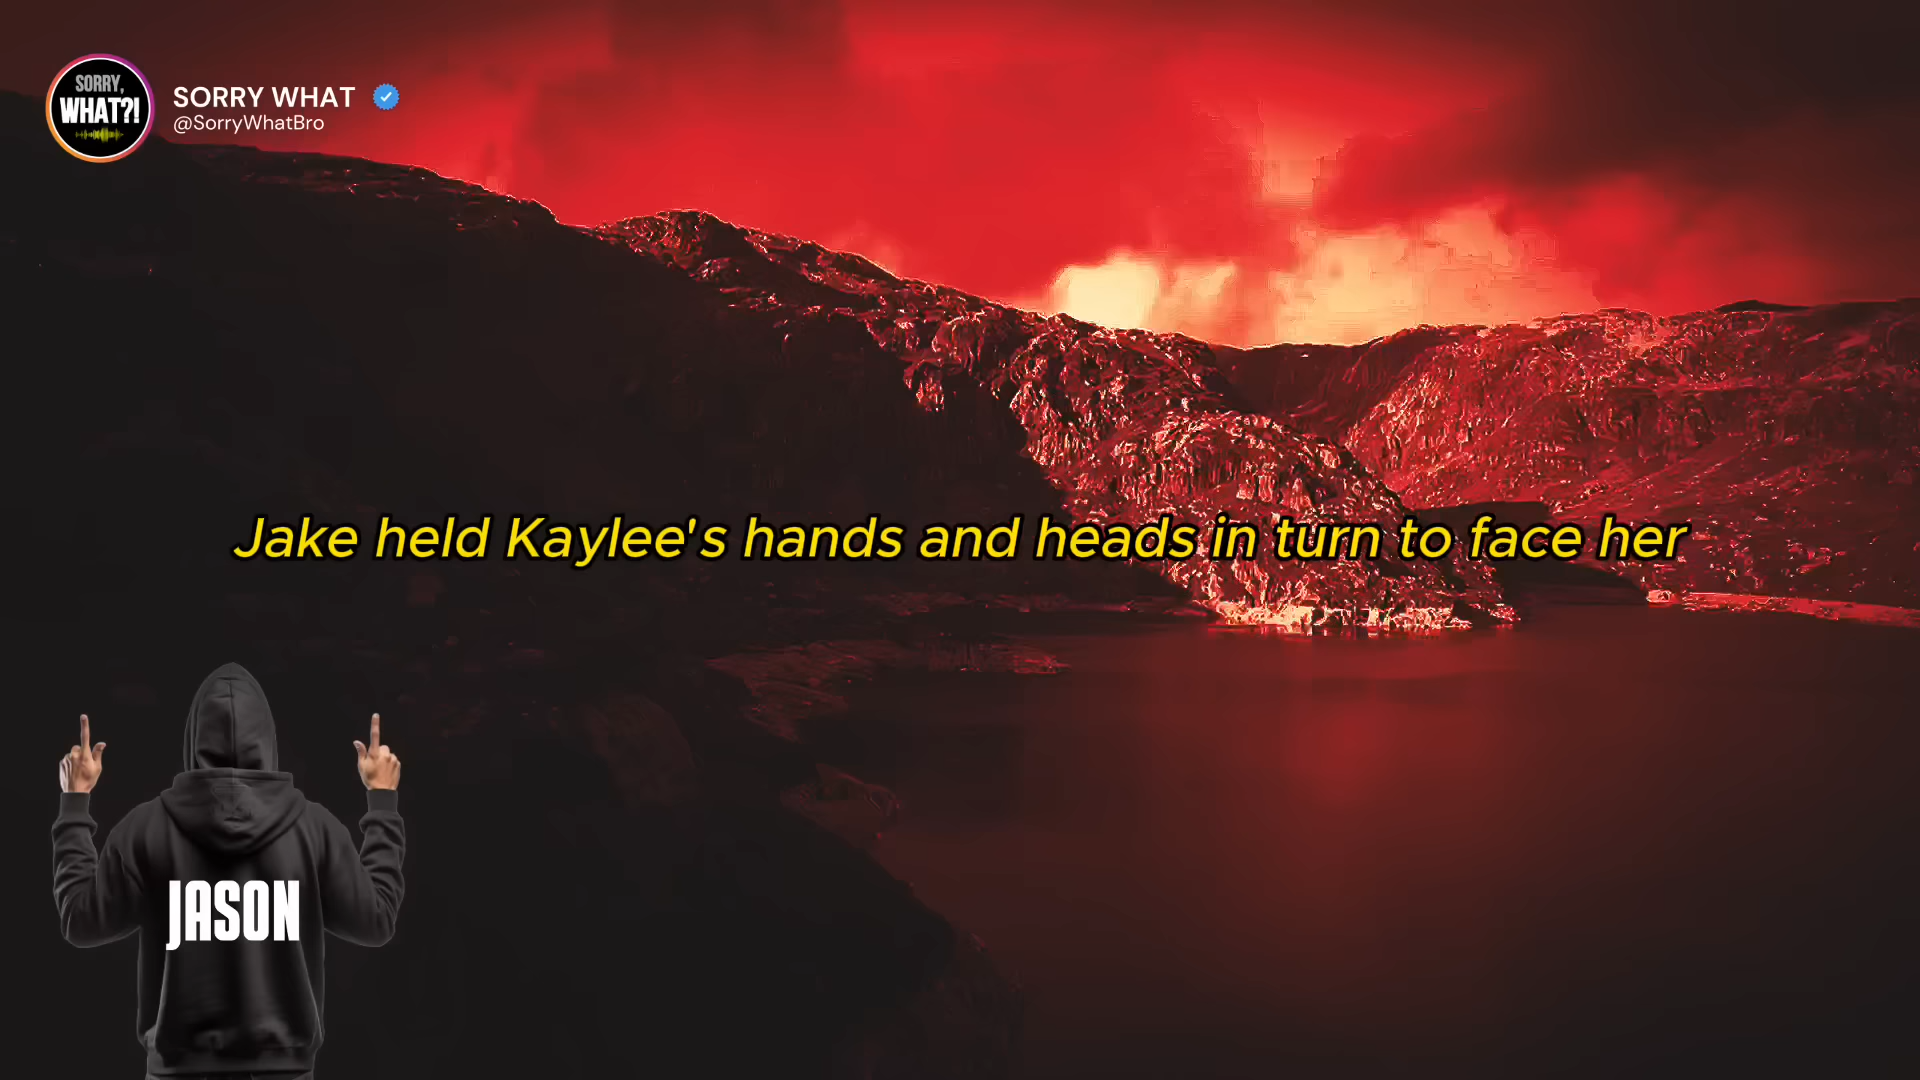 SORRY,
WHAT?!
SORRY WHAT
@SorryWhatBro
Jake held Kaylee's hands and heads in turn to face her
JASON